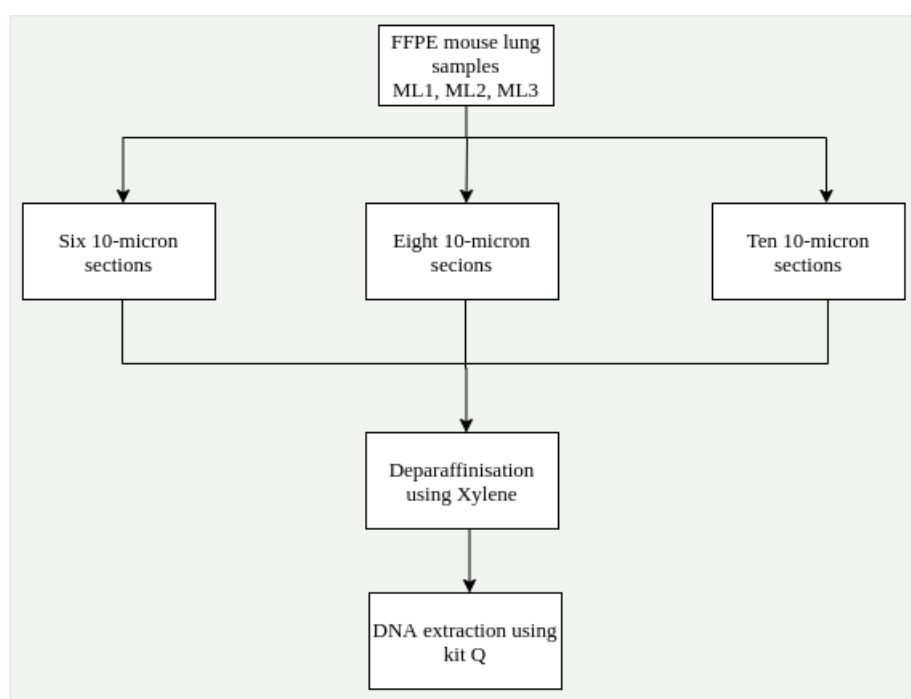 FFPE mouse lung
samples
ML1, ML2, ML3
Six 10-micron
sections
Eight 10-micron
secions
Ten 10-micron
sections
Deparaffinisation
using Xylene
DNA extraction using
kit Q